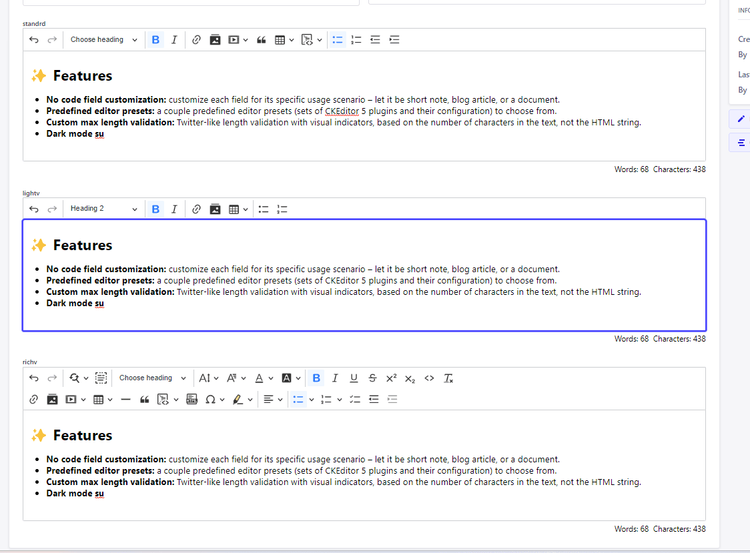 INFO
Cre
By
Las
By
standrd
Choose heading B I
✨ Features
• No code field customization: customize each field for its specific usage scenario – let it be short note, blog article, or a document.
• Predefined editor presets: a couple predefined editor presets (sets of CKEditor 5 plugins and their configuration) to choose from.
• Custom max length validation: Twitter-like length validation with visual indicators, based on the number of characters in the text, not the HTML string.
• Dark mode su
Words: 68 Characters: 438
lightv
Heading 2 B I
✨ Features
• No code field customization: customize each field for its specific usage scenario – let it be short note, blog article, or a document.
• Predefined editor presets: a couple predefined editor presets (sets of CKEditor 5 plugins and their configuration) to choose from.
• Custom max length validation: Twitter-like length validation with visual indicators, based on the number of characters in the text, not the HTML string.
• Dark mode su
Words: 68 Characters: 438
richv
Choose heading B I U S X² X₂
✨ Features
• No code field customization: customize each field for its specific usage scenario – let it be short note, blog article, or a document.
• Predefined editor presets: a couple predefined editor presets (sets of CKEditor 5 plugins and their configuration) to choose from.
• Custom max length validation: Twitter-like length validation with visual indicators, based on the number of characters in the text, not the HTML string.
• Dark mode su
Words: 68 Characters: 438